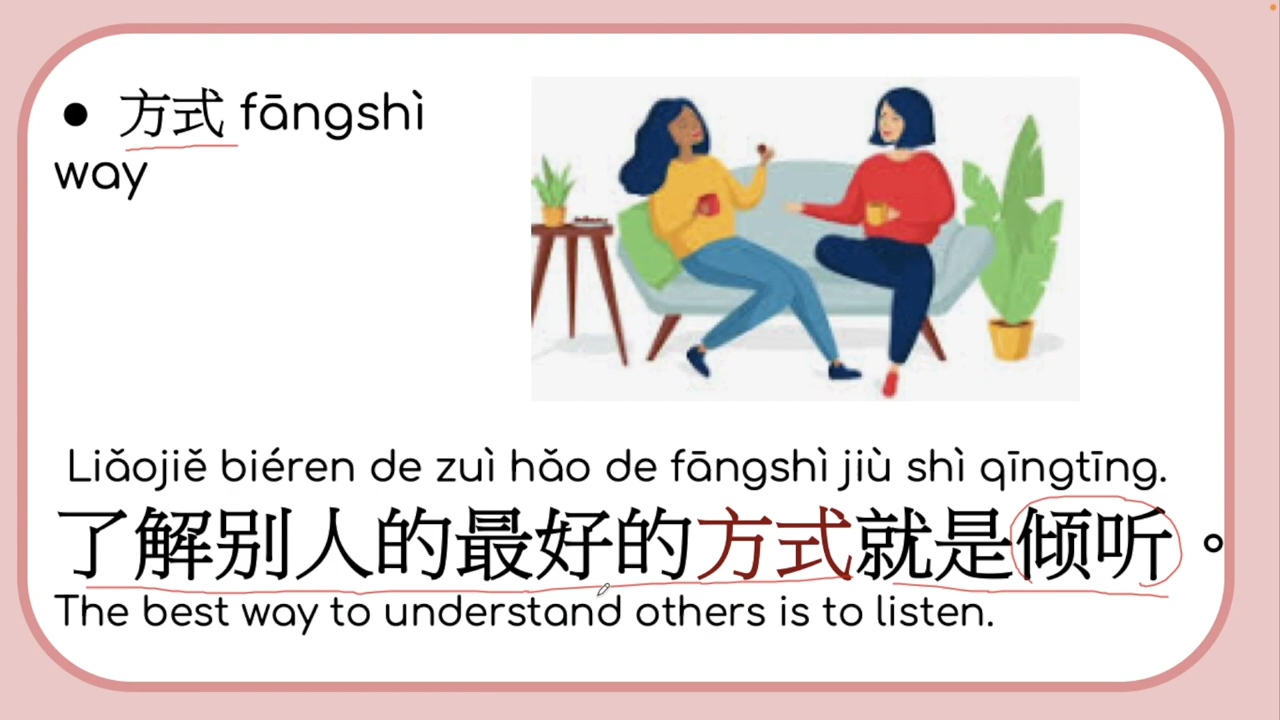 ● 方式 fāngshì
way
Liǎojiě biéren de zuì hǎo de fāngshì jiù shì qīngtīng.
了解别人的最好的方式就是倾听。
The best way to understand others is to listen.